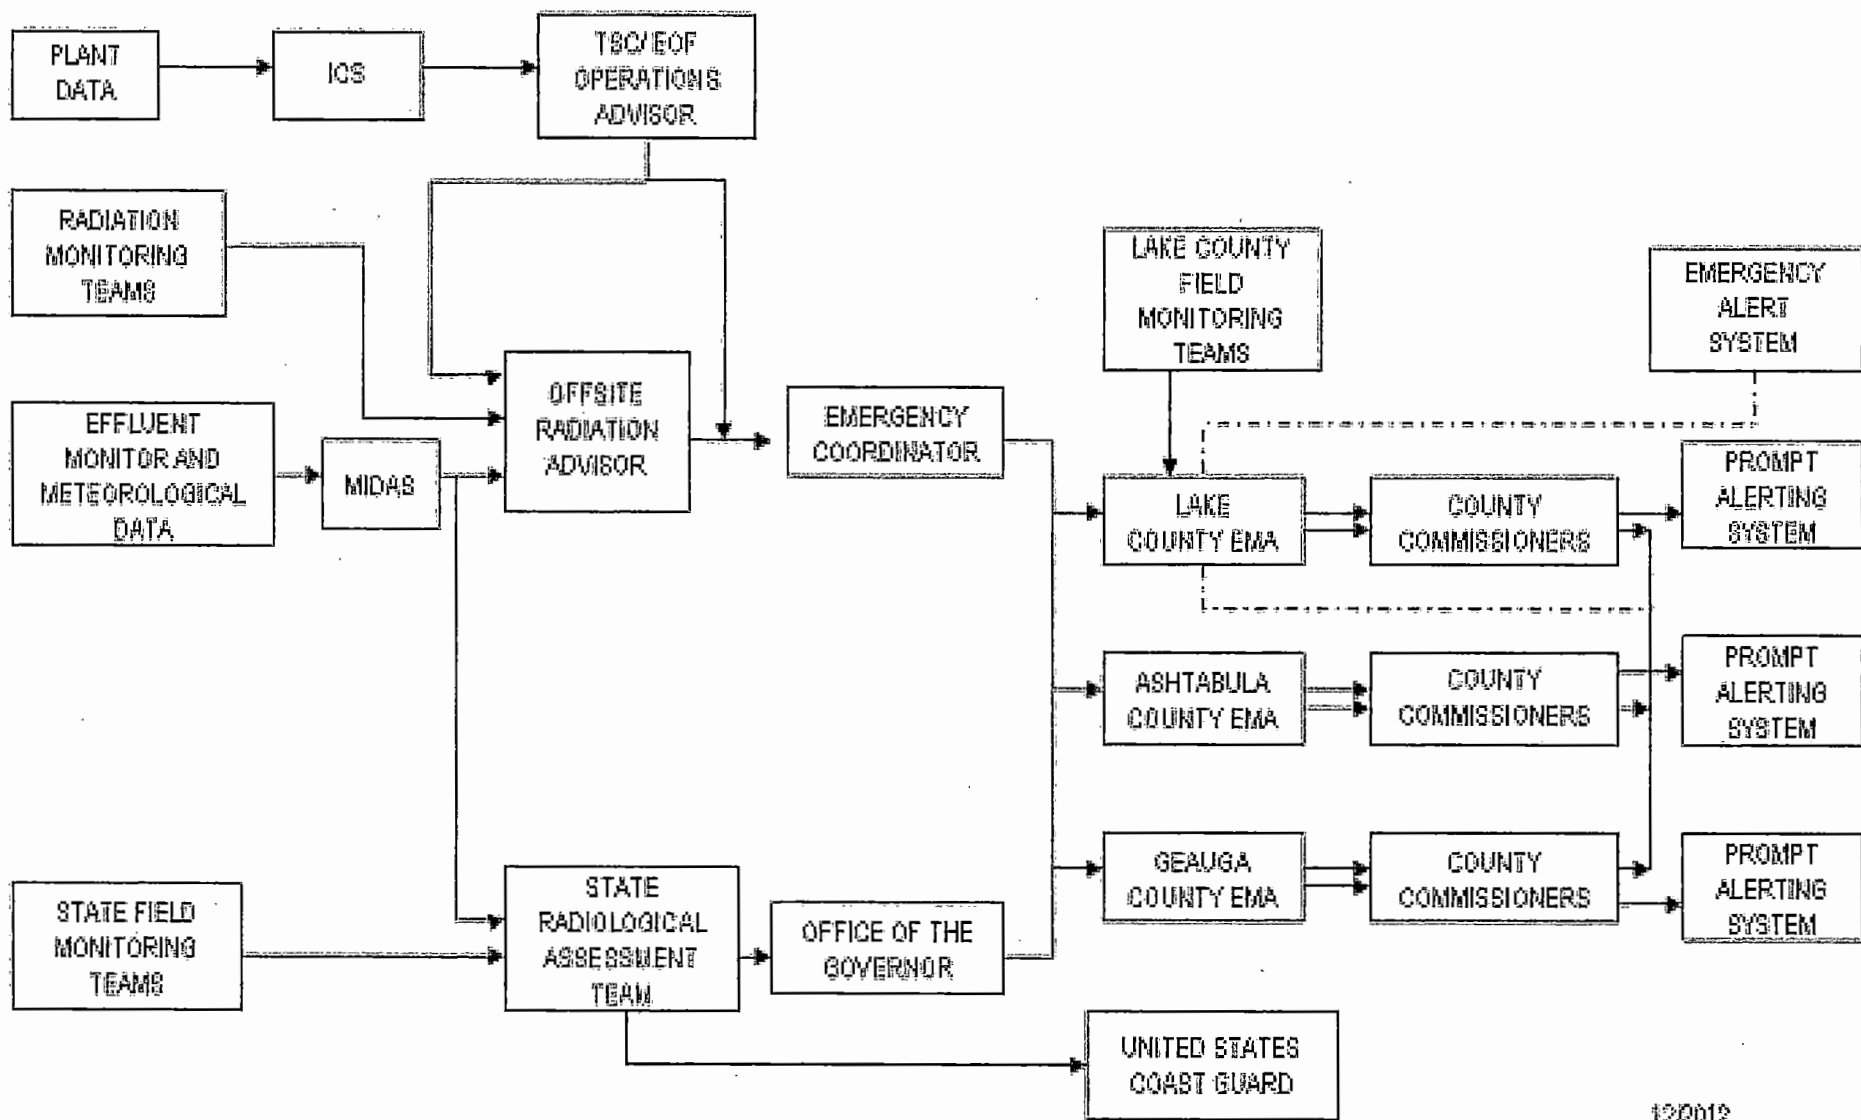 PLANT
DATA
ICS
TSC/EOF
OPERATIONS
ADVISOR
RADIATION
MONITORING
TEAMS
LAKE COUNTY
FIELD
MONITORING
TEAMS
EMERGENCY
ALERT
SYSTEM
EFFLUENT
MONITOR AND
METEOROLOGICAL
DATA
MIDAS
OFFSITE
RADIATION
ADVISOR
EMERGENCY
COORDINATOR
LAKE
COUNTY EMA
COUNTY
COMMISSIONERS
PROMPT
ALERTING
SYSTEM
ASHTABULA
COUNTY EMA
COUNTY
COMMISSIONERS
PROMPT
ALERTING
SYSTEM
STATE FIELD
MONITORING
TEAMS
STATE
RADIOLOGICAL
ASSESSMENT
TEAM
OFFICE OF THE
GOVERNOR
GEAUGA
COUNTY EMA
COUNTY
COMMISSIONERS
PROMPT
ALERTING
SYSTEM
UNITED STATES
COAST GUARD
12/2012